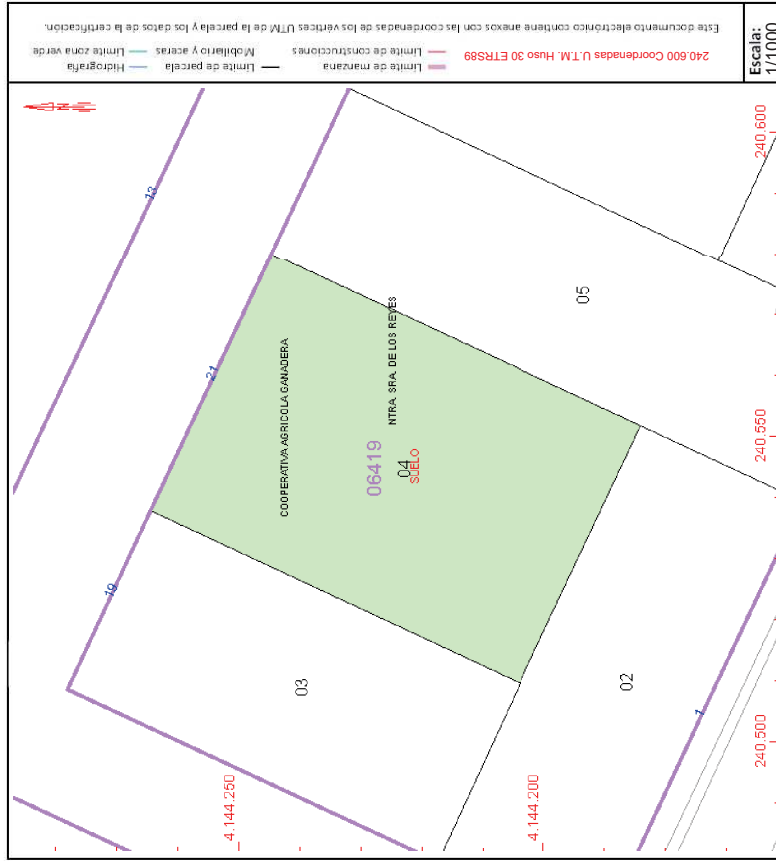 Este documento electrónico contiene anexos con las coordenadas de los vértices UTM de la parcela y los datos de la certificación.
240.600 Coordenadas U.T.M. Huso 30 ETRS89
Límite de manzana
Límite de construcciones
Límite de parcela
Mobiliario y aceras
Hidrografía
Límite zona verde
Escala:
1/1000
13
21
19
COOPERATIVA AGRICOLA GANADERA
NTRA. SRA. DE LOS REYES
06419
04
SUELO
03
05
02
1
4.144.250
4.144.200
240.500
240.550
240.600